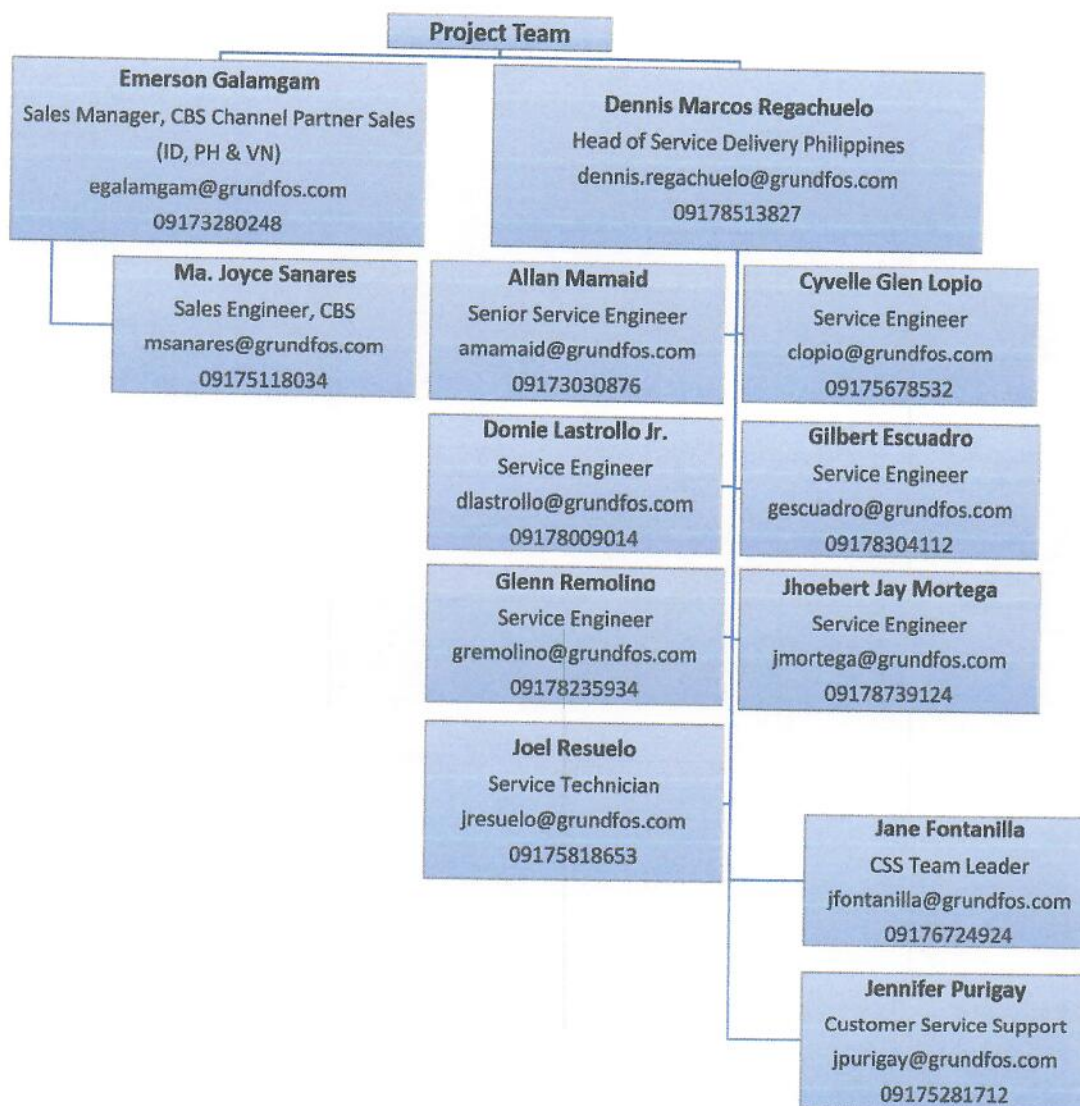 Project Team
Emerson Galamgam
Sales Manager, CBS Channel Partner Sales
(ID, PH & VN)
egalamgam@grundfos.com
09173280248
Dennis Marcos Regachuelo
Head of Service Delivery Philippines
dennis.regachuelo@grundfos.com
09178513827
Ma. Joyce Sanares
Sales Engineer, CBS
msanares@grundfos.com
09175118034
Allan Mamaid
Senior Service Engineer
amamaid@grundfos.com
09173030876
Cyvelle Glen Lopio
Service Engineer
clopio@grundfos.com
09175678532
Domie Lastrollo Jr.
Service Engineer
dlastrollo@grundfos.com
09178009014
Gilbert Escuadro
Service Engineer
gescuadro@grundfos.com
09178304112
Glenn Remolino
Service Engineer
gremolino@grundfos.com
09178235934
Jhoebert Jay Mortega
Service Engineer
jmortega@grundfos.com
09178739124
Joel Resuelo
Service Technician
jresuelo@grundfos.com
09175818653
Jane Fontanilla
CSS Team Leader
jfontanilla@grundfos.com
09176724924
Jennifer Purigay
Customer Service Support
jpurigay@grundfos.com
09175281712